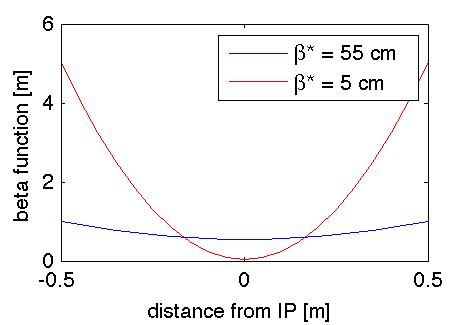 6
4
2
0
beta function [m]
β* = 55 cm
β* = 5 cm
-0.5
0
0.5
distance from IP [m]